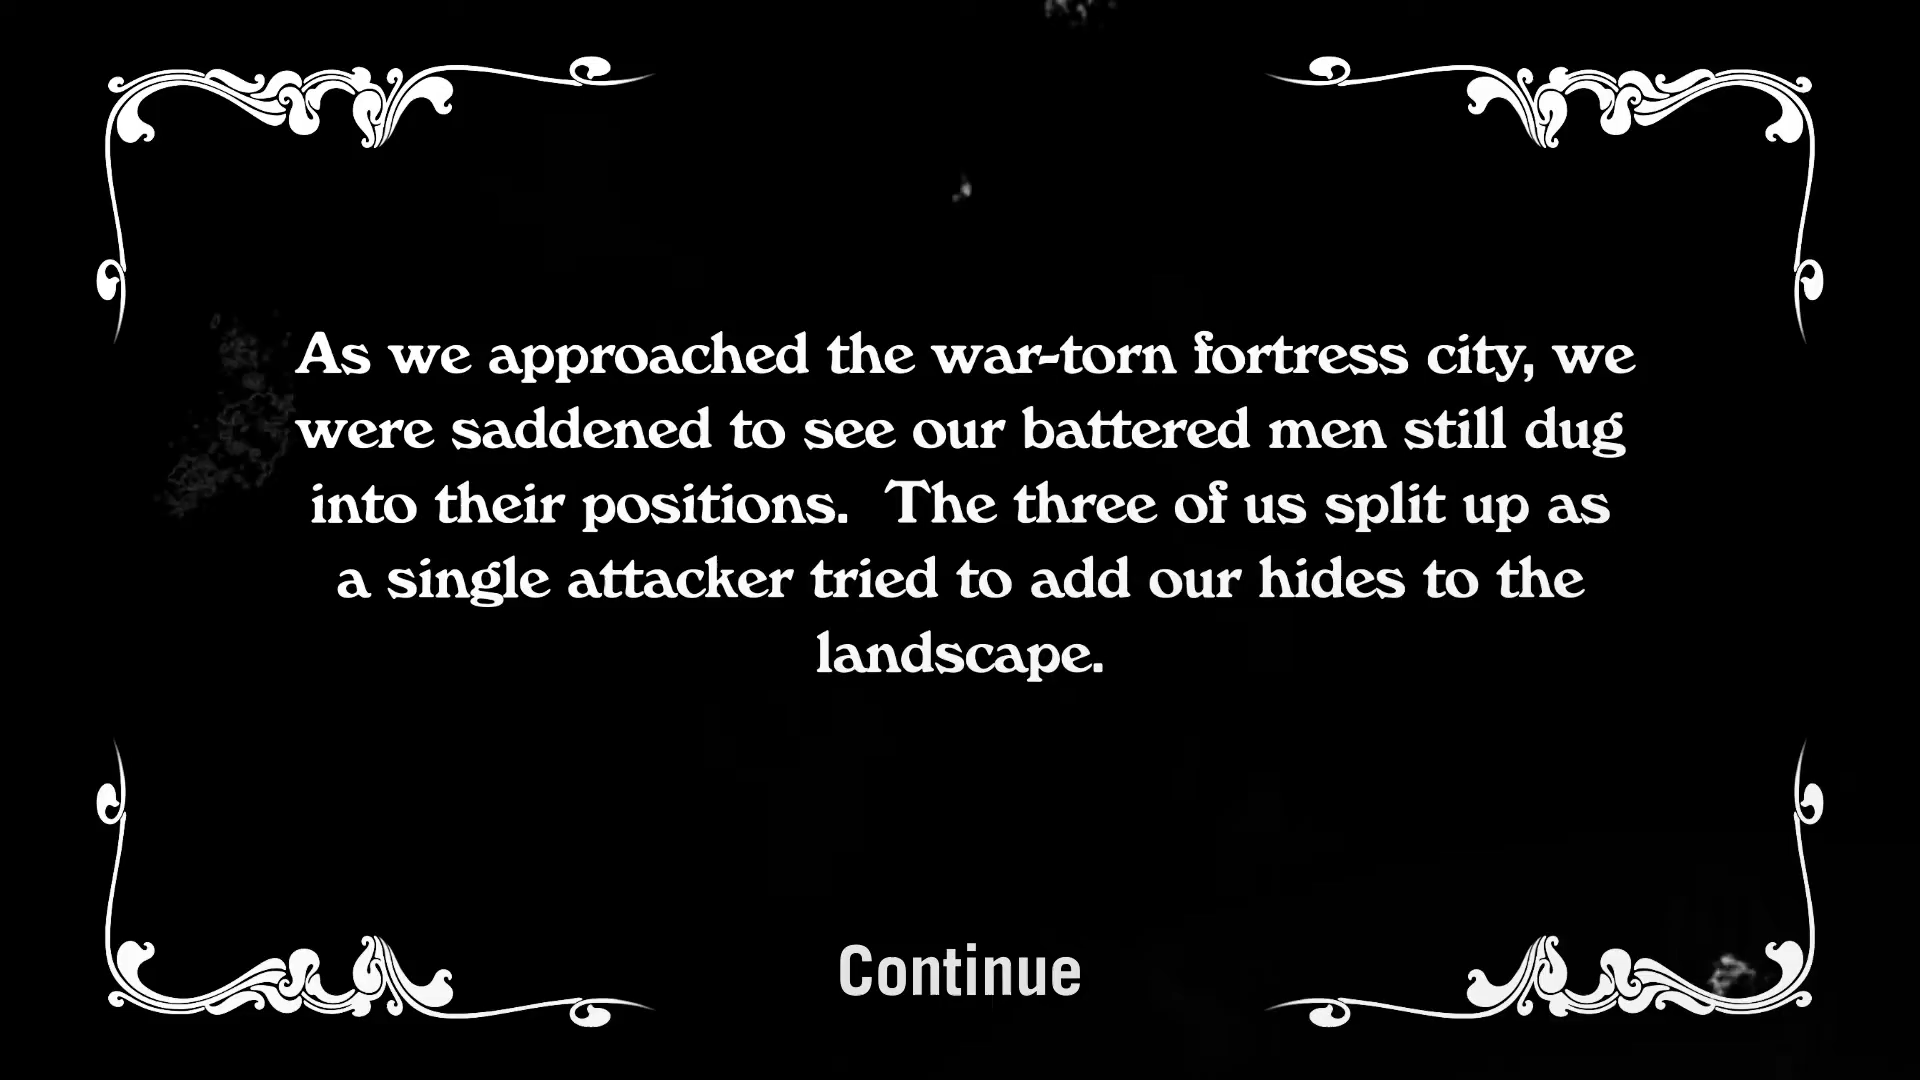 As we approached the war-torn fortress city, we
were saddened to see our battered men still dug
into their positions.  The three of us split up as
a single attacker tried to add our hides to the
landscape.
Continue